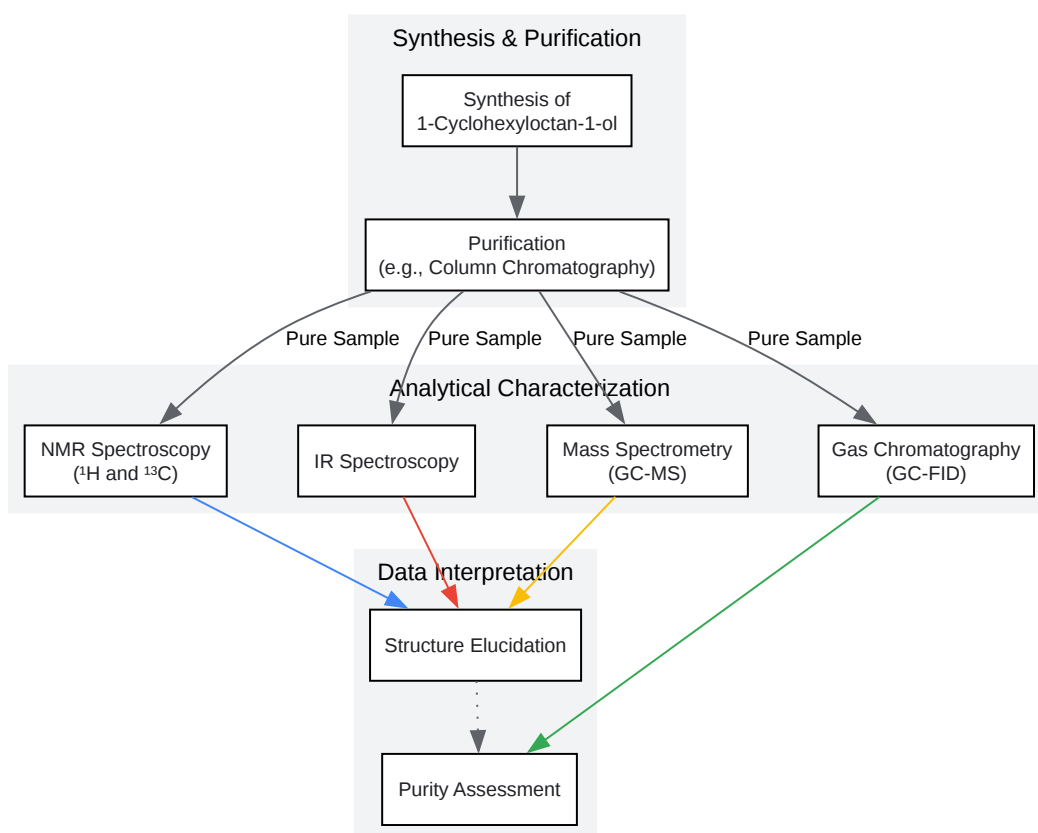 Synthesis & Purification
Synthesis of
1-Cyclohexyloctan-1-ol
Purification
(e.g., Column Chromatography)
Pure Sample
Pure Sample
Pure Sample
Pure Sample
Analytical Characterization
NMR Spectroscopy
(¹H and ¹³C)
IR Spectroscopy
Mass Spectrometry
(GC-MS)
Gas Chromatography
(GC-FID)
Data Interpretation
Structure Elucidation
Purity Assessment